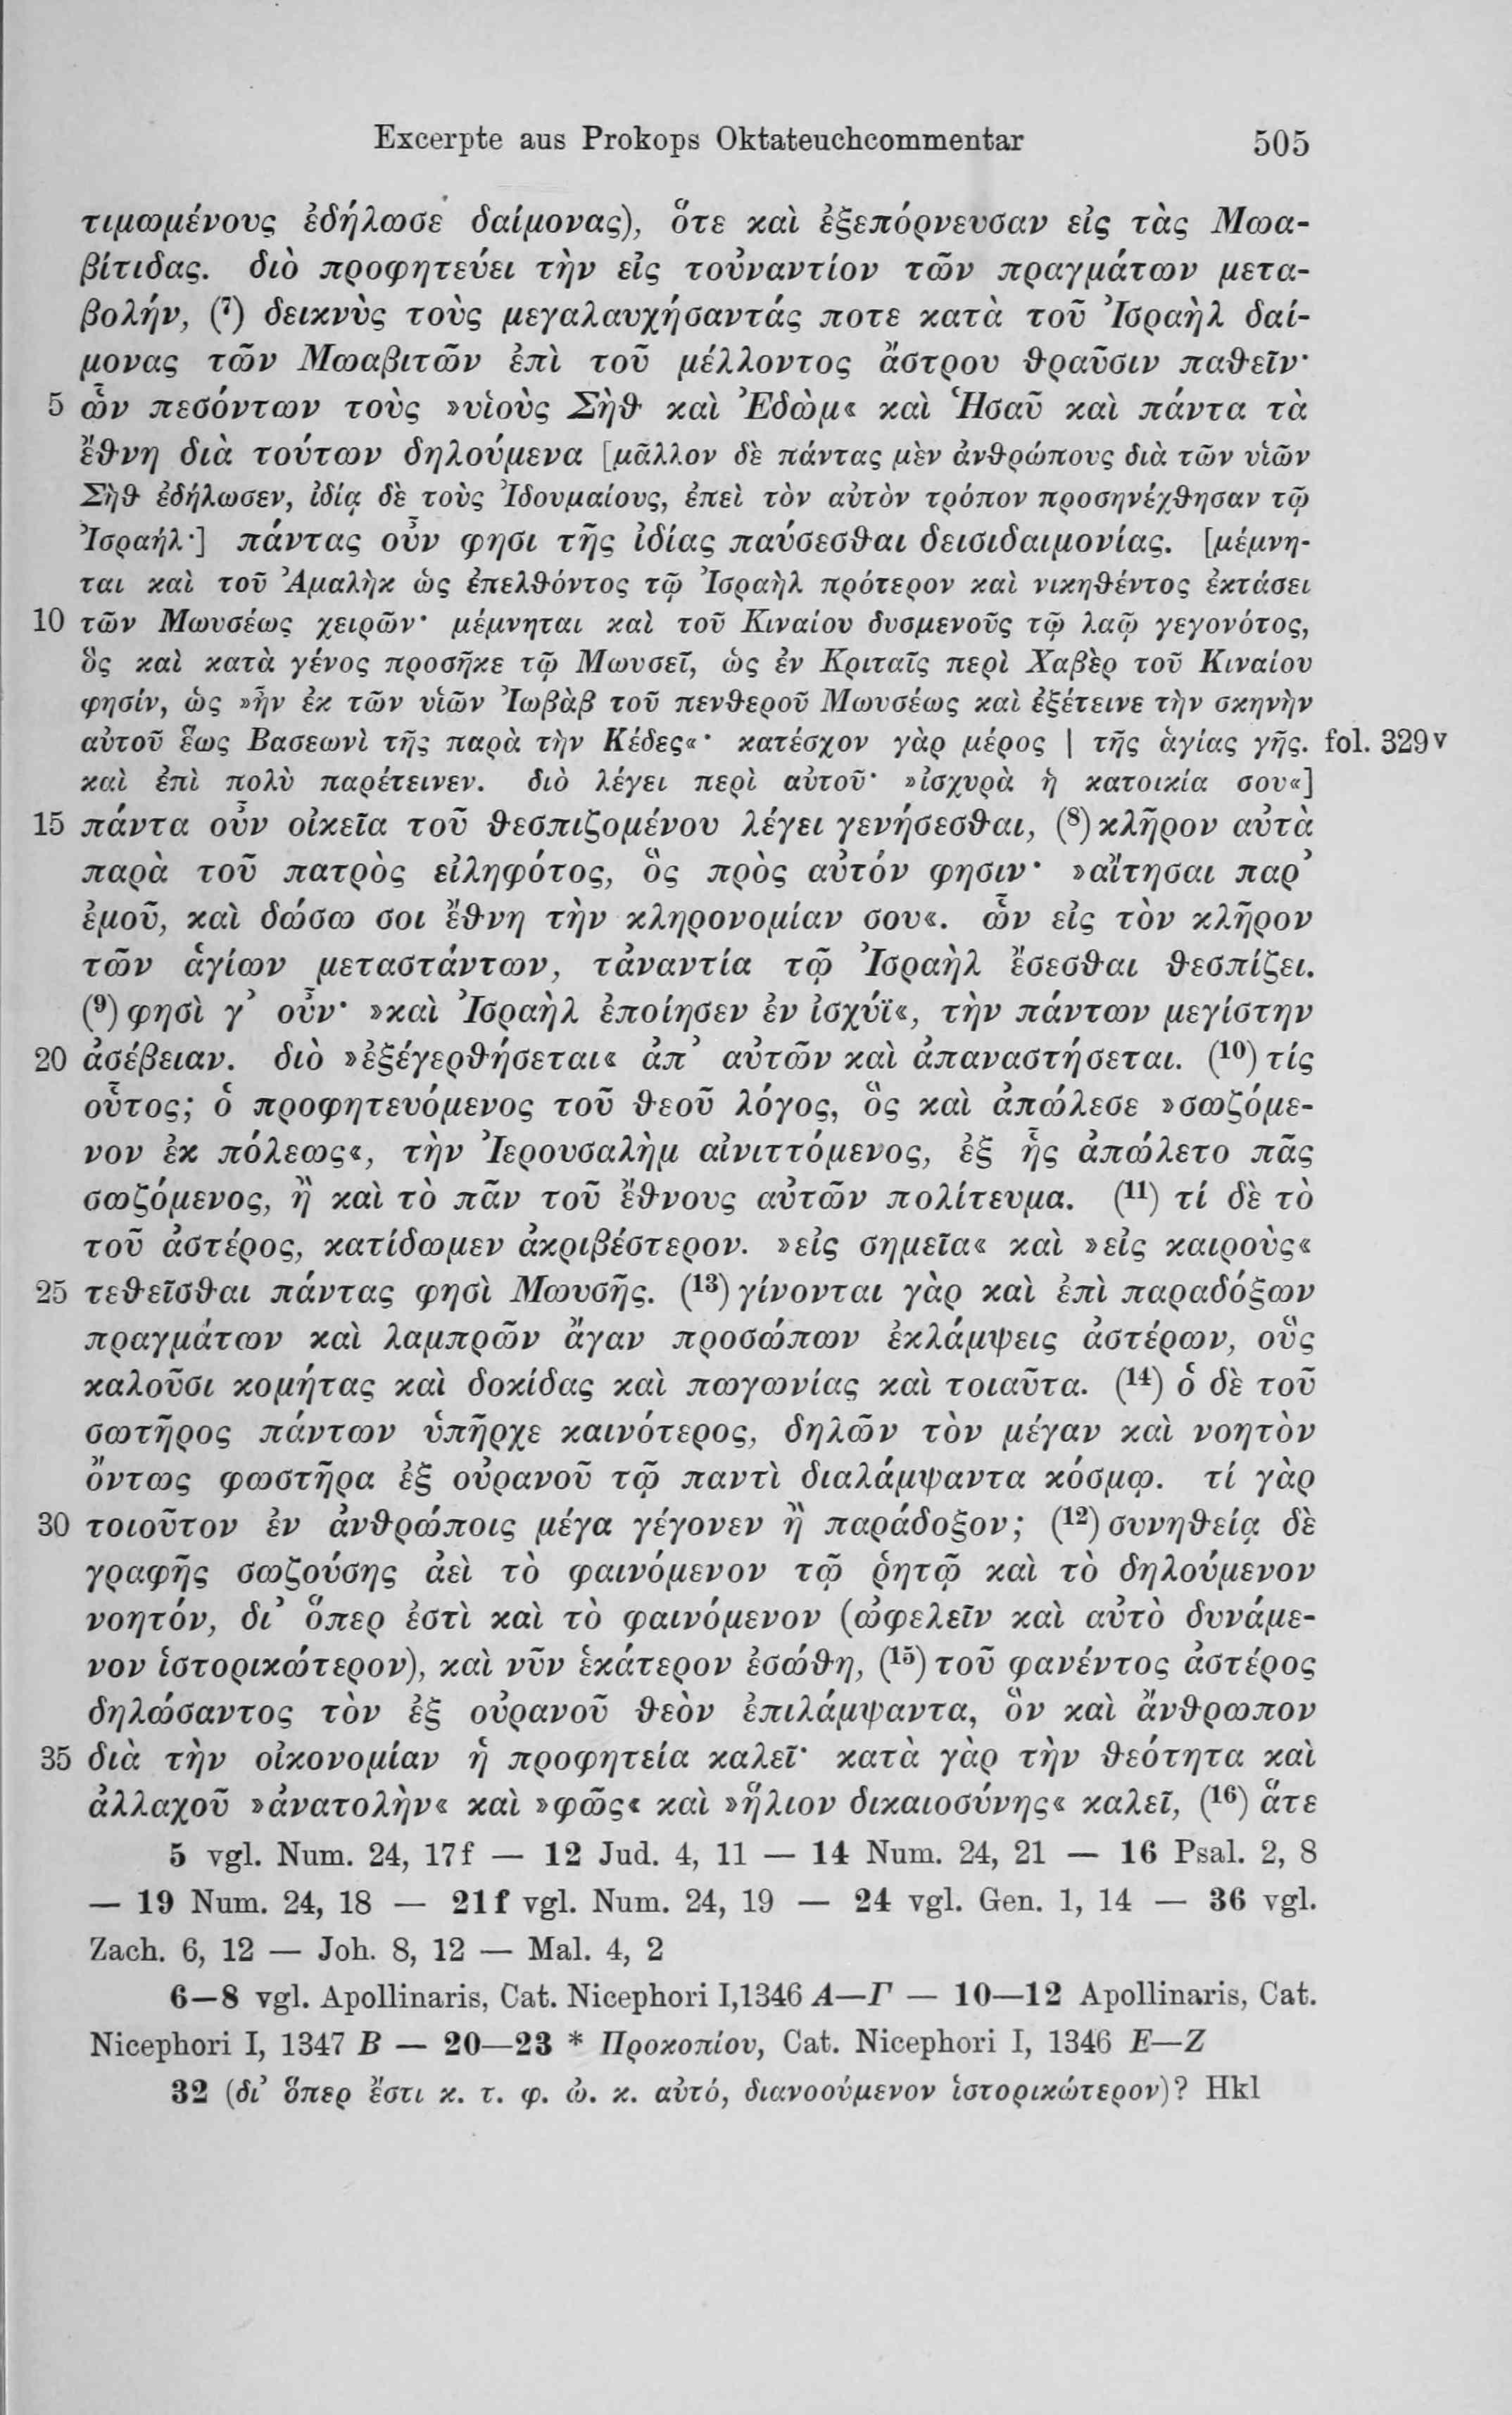 Excerpte aus Prokops Oktateuchcommentar 505
τιμωμένους ἐδήλωσε δαίμονας), ὅτε καὶ ἐξεπόρνευσαν εἰς τὰς Μωα-
βίτιδας. διὸ προφητεύει τὴν εἰς τοὐναντίον τῶν πραγμάτων μετα-
βολήν, (⁷) δεικνὺς τοὺς μεγαλαυχήσαντάς ποτε κατὰ τοῦ Ἰσραὴλ δαί-
μονας τῶν Μωαβιτῶν ἐπὶ τοῦ μέλλοντος ἄστρου θραῦσιν παθεῖν·
5 ὧν πεσόντων τοὺς »υἱοὺς Σὴθ καὶ Ἐδὼμ« καὶ Ἡσαῦ καὶ πάντα τὰ
ἔθνη διὰ τούτων δηλούμενα [μᾶλλον δὲ πάντας μὲν ἀνθρώπους διὰ τῶν υἱῶν
Σὴθ ἐδήλωσεν, ἰδίᾳ δὲ τοὺς Ἰδουμαίους, ἐπεὶ τὸν αὐτὸν τρόπον προσηνέχθησαν τῷ
Ἰσραήλ·] πάντας οὖν φησι τῆς ἰδίας παύσεσθαι δεισιδαιμονίας. [μέμνη-
ται καὶ τοῦ Ἀμαλὴκ ὡς ἐπελθόντος τῷ Ἰσραὴλ πρότερον καὶ νικηθέντος ἐκτάσει
10 τῶν Μωυσέως χειρῶν· μέμνηται καὶ τοῦ Κιναίου δυσμενοῦς τῷ λαῷ γεγονότος,
ὃς καὶ κατὰ γένος προσῆκε τῷ Μωυσεῖ, ὡς ἐν Κριταῖς περὶ Χαβὲρ τοῦ Κιναίου
φησίν, ὡς »ἦν ἐκ τῶν υἱῶν Ἰωβὰβ τοῦ πενθεροῦ Μωυσέως καὶ ἐξέτεινε τὴν σκηνὴν
αὐτοῦ ἕως Βασεωνὶ τῆς παρὰ τὴν Κέδες«· κατέσχον γὰρ μέρος | τῆς ἁγίας γῆς. fol. 329v
καὶ ἐπὶ πολὺ παρέτεινεν. διὸ λέγει περὶ αὐτοῦ· »ἰσχυρὰ ἡ κατοικία σου«]
15 πάντα οὖν οἰκεῖα τοῦ θεσπιζομένου λέγει γενήσεσθαι, (⁸) κλῆρον αὐτὰ
παρὰ τοῦ πατρὸς εἰληφότος, ὃς πρὸς αὐτόν φησιν· »αἴτησαι παρ’
ἐμοῦ, καὶ δώσω σοι ἔθνη τὴν κληρονομίαν σου«. ὧν εἰς τὸν κλῆρον
τῶν ἁγίων μεταστάντων, τἀναντία τῷ Ἰσραὴλ ἔσεσθαι θεσπίζει.
(⁹) φησὶ γ’ οὖν· »καὶ Ἰσραὴλ ἐποίησεν ἐν ἰσχύϊ«, τὴν πάντων μεγίστην
20 ἀσέβειαν. διὸ »ἐξέγερθήσεται« ἀπ’ αὐτῶν καὶ ἀπαναστήσεται. (¹⁰) τίς
οὗτος; ὁ προφητευόμενος τοῦ θεοῦ λόγος, ὃς καὶ ἀπώλεσε »σωζόμε-
νον ἐκ πόλεως«, τὴν Ἰερουσαλὴμ αἰνιττόμενος, ἐξ ἧς ἀπώλετο πᾶς
σωζόμενος, ἢ καὶ τὸ πᾶν τοῦ ἔθνους αὐτῶν πολίτευμα. (¹¹) τί δὲ τὸ
τοῦ ἀστέρος, κατίδωμεν ἀκριβέστερον. »εἰς σημεῖα« καὶ »εἰς καιροὺς«
25 τεθεῖσθαι πάντας φησὶ Μωυσῆς. (¹³) γίνονται γὰρ καὶ ἐπὶ παραδόξων
πραγμάτων καὶ λαμπρῶν ἄγαν προσώπων ἐκλάμψεις ἀστέρων, οὓς
καλοῦσι κομήτας καὶ δοκίδας καὶ πωγωνίας καὶ τοιαῦτα. (¹⁴) ὁ δὲ τοῦ
σωτῆρος πάντων ὑπῆρχε καινότερος, δηλῶν τὸν μέγαν καὶ νοητὸν
ὄντως φωστῆρα ἐξ οὐρανοῦ τῷ παντὶ διαλάμψαντα κόσμῳ. τί γὰρ
30 τοιοῦτον ἐν ἀνθρώποις μέγα γέγονεν ἢ παράδοξον; (¹²) συνηθείᾳ δὲ
γραφῆς σωζούσης ἀεὶ τὸ φαινόμενον τῷ ῥητῷ καὶ τὸ δηλούμενον
νοητόν, δι’ ὅπερ ἐστὶ καὶ τὸ φαινόμενον (ὠφελεῖν καὶ αὐτὸ δυνάμε-
νον ἱστορικώτερον), καὶ νῦν ἑκάτερον ἐσώθη, (¹⁵) τοῦ φανέντος ἀστέρος
δηλώσαντος τὸν ἐξ οὐρανοῦ θεὸν ἐπιλάμψαντα, ὃν καὶ ἄνθρωπον
35 διὰ τὴν οἰκονομίαν ἡ προφητεία καλεῖ· κατὰ γὰρ τὴν θεότητα καὶ
ἀλλαχοῦ »ἀνατολὴν« καὶ »φῶς« καὶ »ἥλιον δικαιοσύνης« καλεῖ, (¹⁶) ἅτε
5 vgl. Num. 24, 17f — 12 Jud. 4, 11 — 14 Num. 24, 21 — 16 Psal. 2, 8
— 19 Num. 24, 18 — 21f vgl. Num. 24, 19 — 24 vgl. Gen. 1, 14 — 36 vgl.
Zach. 6, 12 — Joh. 8, 12 — Mal. 4, 2
6—8 vgl. Apollinaris, Cat. Nicephori I,1346 Α—Γ — 10—12 Apollinaris, Cat.
Nicephori I, 1347 Β — 20—23 * Προκοπίου, Cat. Nicephori I, 1346 Ε—Ζ
32 (δι’ ὅπερ ἔστι κ. τ. φ. ὠ. κ. αὐτό, διανοούμενον ἱστορικώτερον)? Hkl